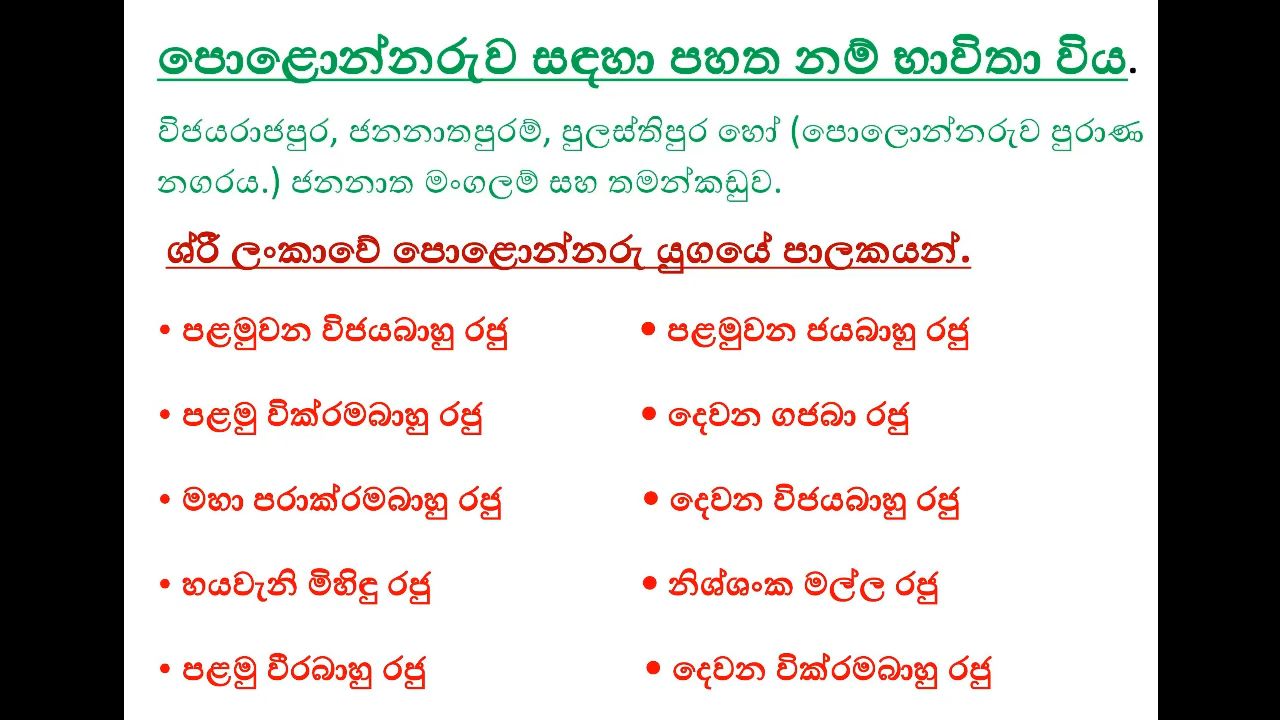 පොළොන්නරුව සඳහා පහත නම් භාවිතා විය.
විජයරාජපුර, ජනනාතපුරම්, පුලස්තිපුර හෝ (පොලොන්නරුව පුරාණ
නගරය.) ජනනාත මංගලම් සහ තමන්කඩුව.
ශ්රී ලංකාවේ පොළොන්නරු යුගයේ පාලකයන්.
• පළමුවන විජයබාහු රජු
• පළමුවන ජයබාහු රජු
• පළමු වික්රමබාහු රජු
• දෙවන ගජබා රජු
• මහා පරාක්රමබාහු රජු
• දෙවන විජයබාහු රජු
• හයවැනි මිහිඳු රජු
• නිශ්ශංක මල්ල රජු
• පළමු වීරබාහු රජු
• දෙවන වික්රමබාහු රජු